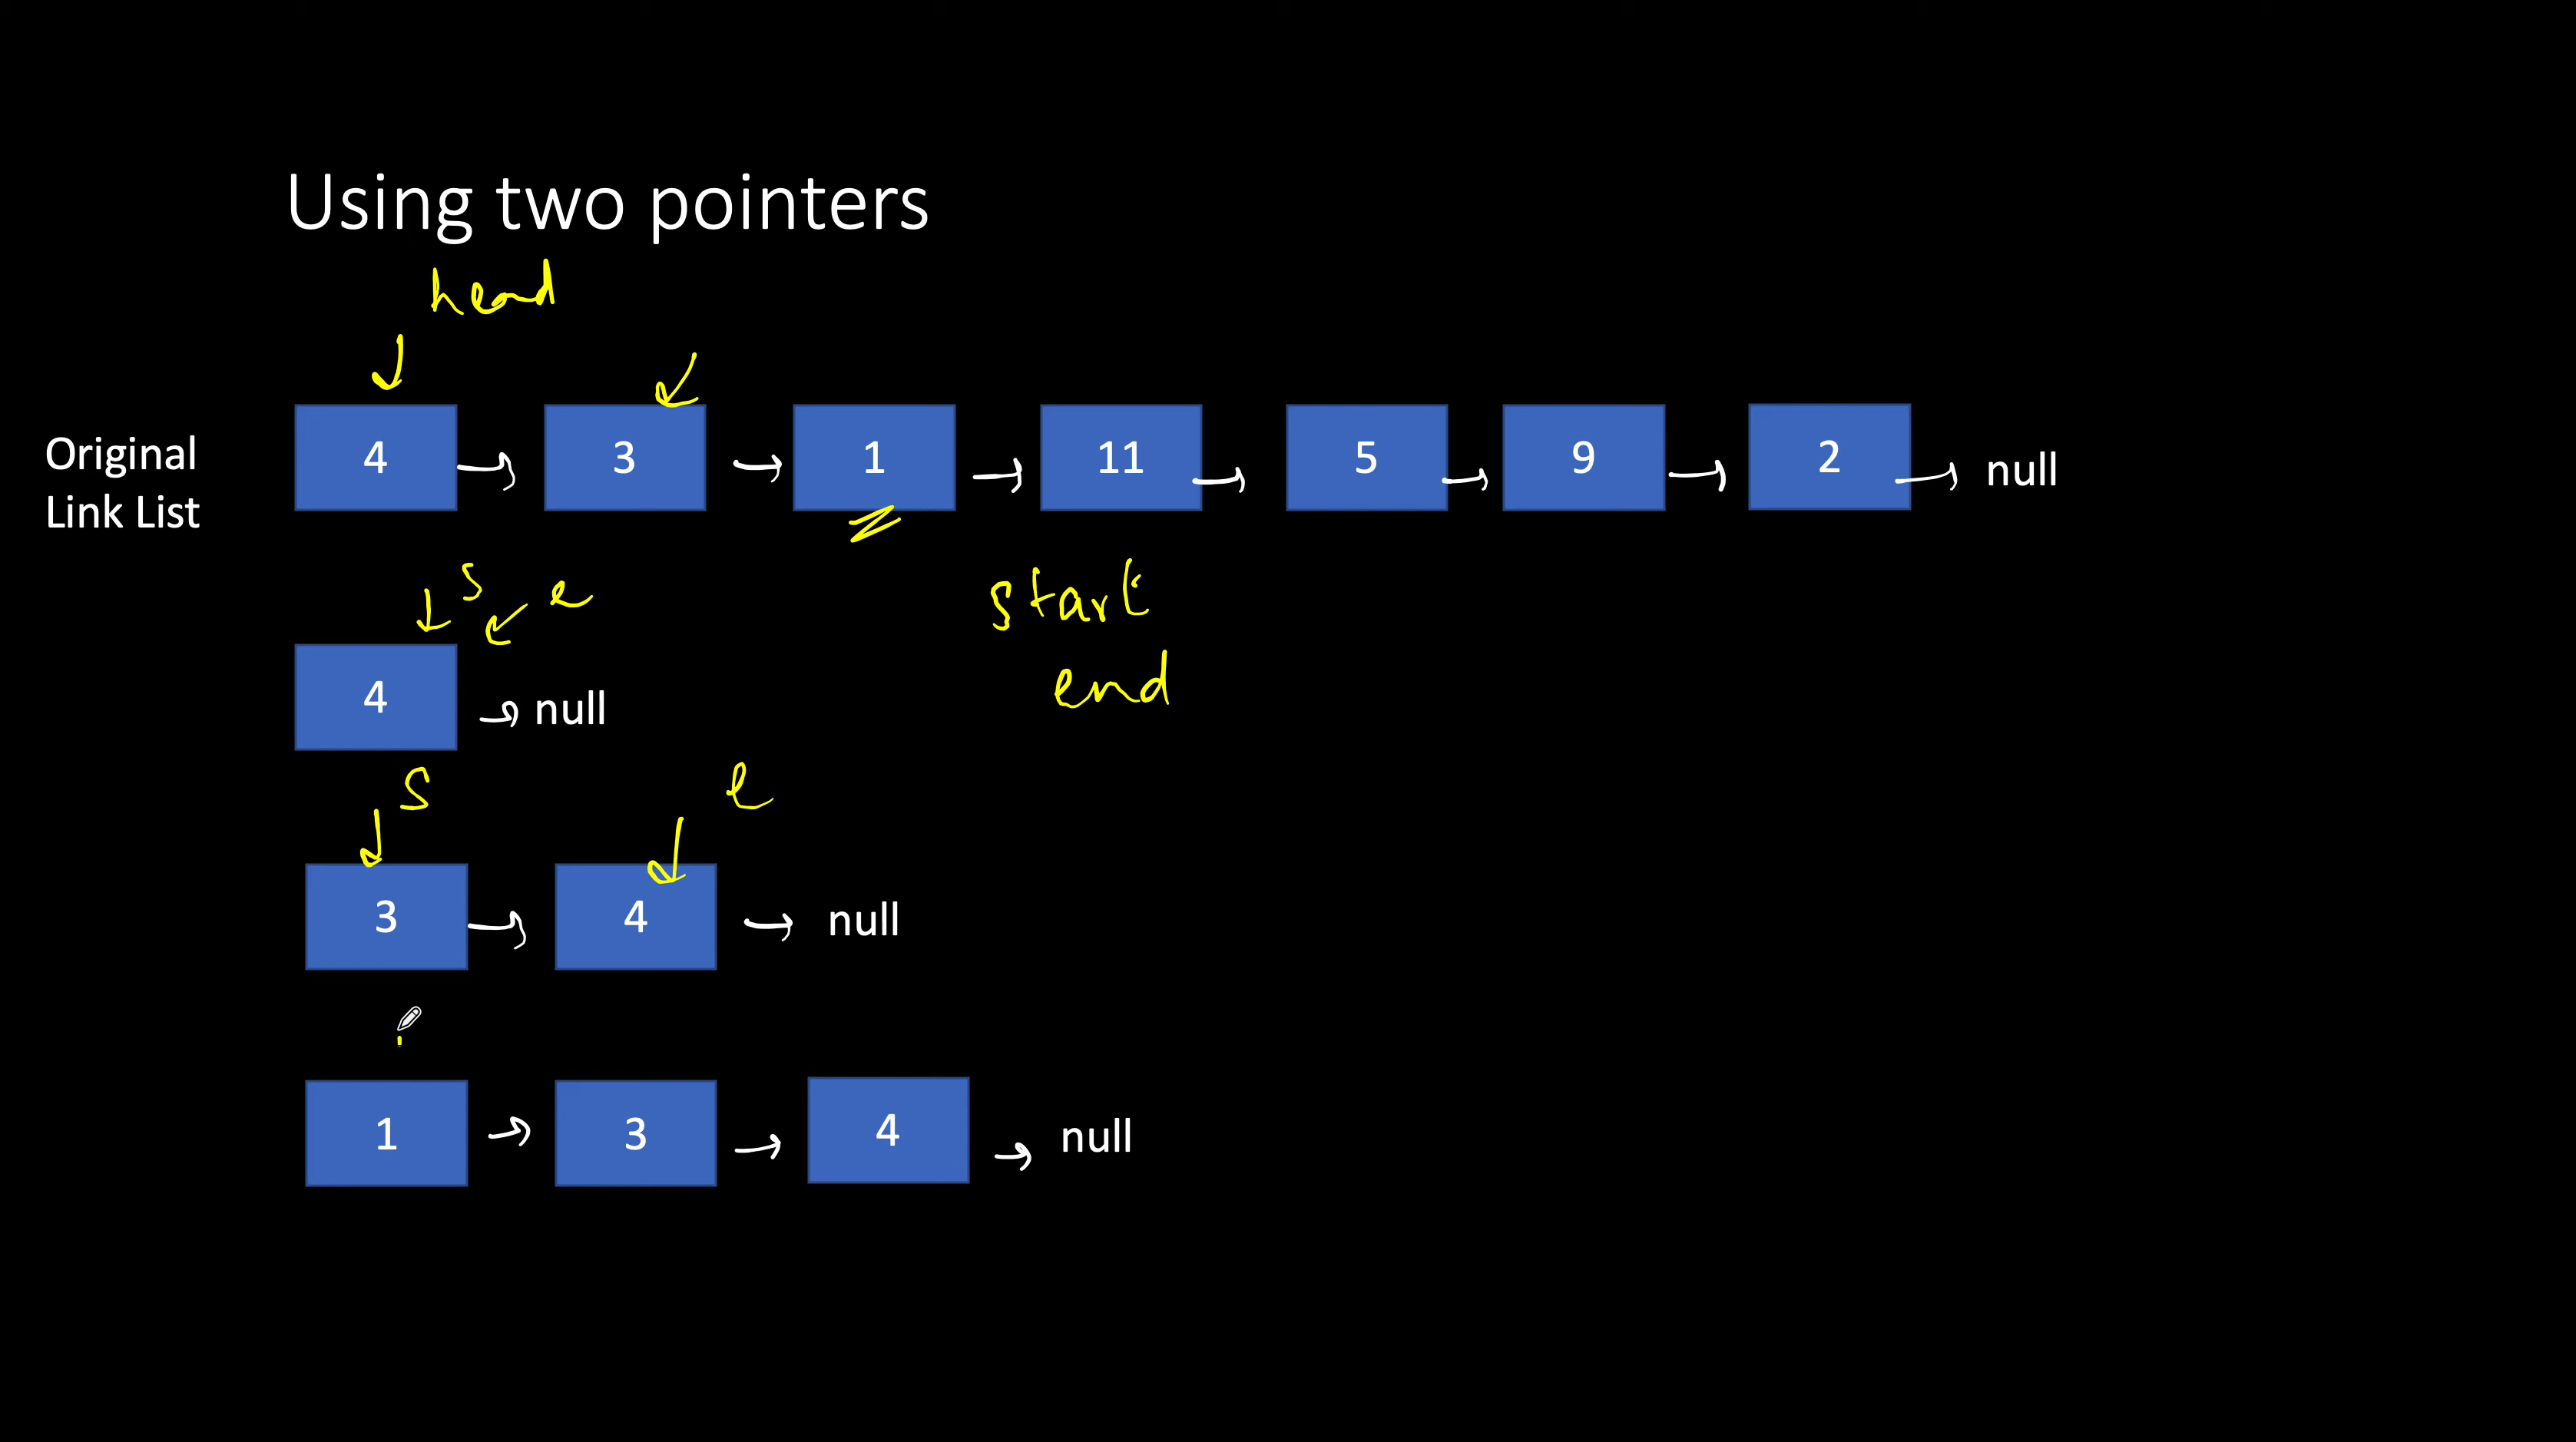 Using two pointers
head
Original
Link List
4 → 3 → 1 → 11 → 5 → 9 → 2 → null
s e
start
end
4 → null
s e
3 → 4 → null
1 → 3 → 4 → null